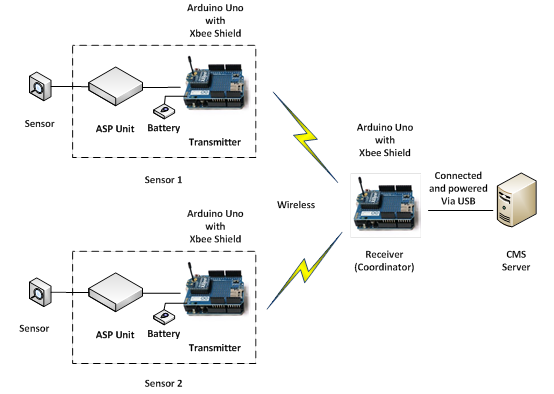 Arduino Uno
with
Xbee Shield
Sensor
ASP Unit
Battery
Transmitter
Sensor 1
Arduino Uno
with
Xbee Shield
Wireless
Connected
and powered
Via USB
Receiver
(Coordinator)
CMS
Server
Arduino Uno
with
Xbee Shield
Sensor
ASP Unit
Battery
Transmitter
Sensor 2